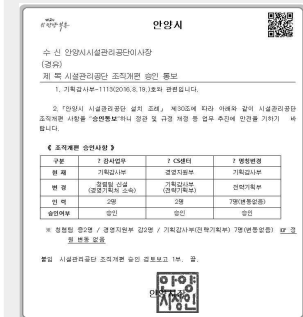 안양시
수 신 안양시시설관리공단이사장
(경유)
제 목 시설관리공단 조직개편 승인 통보
1. 기획감사부-1113(2016.8.19.)호와 관련입니다.
2. 「안양시 시설관리공단 설치 조례」 제30조에 따라 아래와 같이 시설관리공단
조직개편 사항을 "승인통보"하니 정관 및 규정 개정 등 업무 추진에 만전을 기하기 바
랍니다.
《 조직개편 승인사항 》
구분 ? 감사업무 ? CS센터 ? 명칭변경
현 재 기획감사부 경영지원부 기획감사부
변 경 청렴팀 신설 (경영기획처 소속) 기획감사부 (전략기획부) 전략기획부
인 력 2명 2명 7명(변동없음)
승인여부 승인 승인 승인
※ 청렴팀 증2명 / 경영지원부 감2명 / 기획감사부(전략기획부) 7명(변동없음) ☞ 정
원 변동 없음
붙임 시설관리공단 조직개편 승인 검토보고 1부. 끝.
안양시장